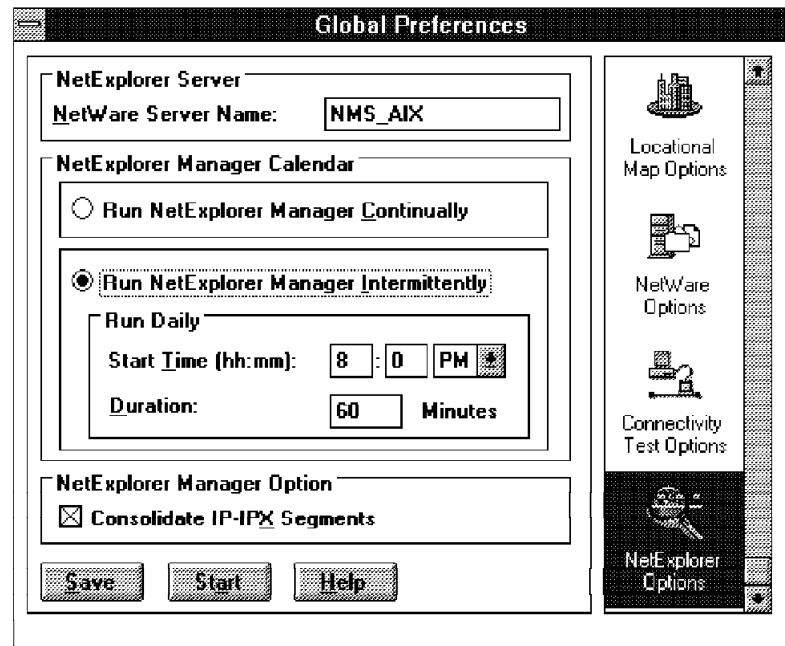 Global Preferences
NetExplorer Server
NetWare Server Name: NMS_AIX
NetExplorer Manager Calendar
Run NetExplorer Manager Continually
Run NetExplorer Manager Intermittently
Run Daily
Start Time (hh:mm): 8 : 0 PM
Duration: 60 Minutes
NetExplorer Manager Option
Consolidate IP-IPX Segments
Save Start Help
Locational
Map Options
NetWare
Options
Connectivity
Test Options
NetExplorer
Options